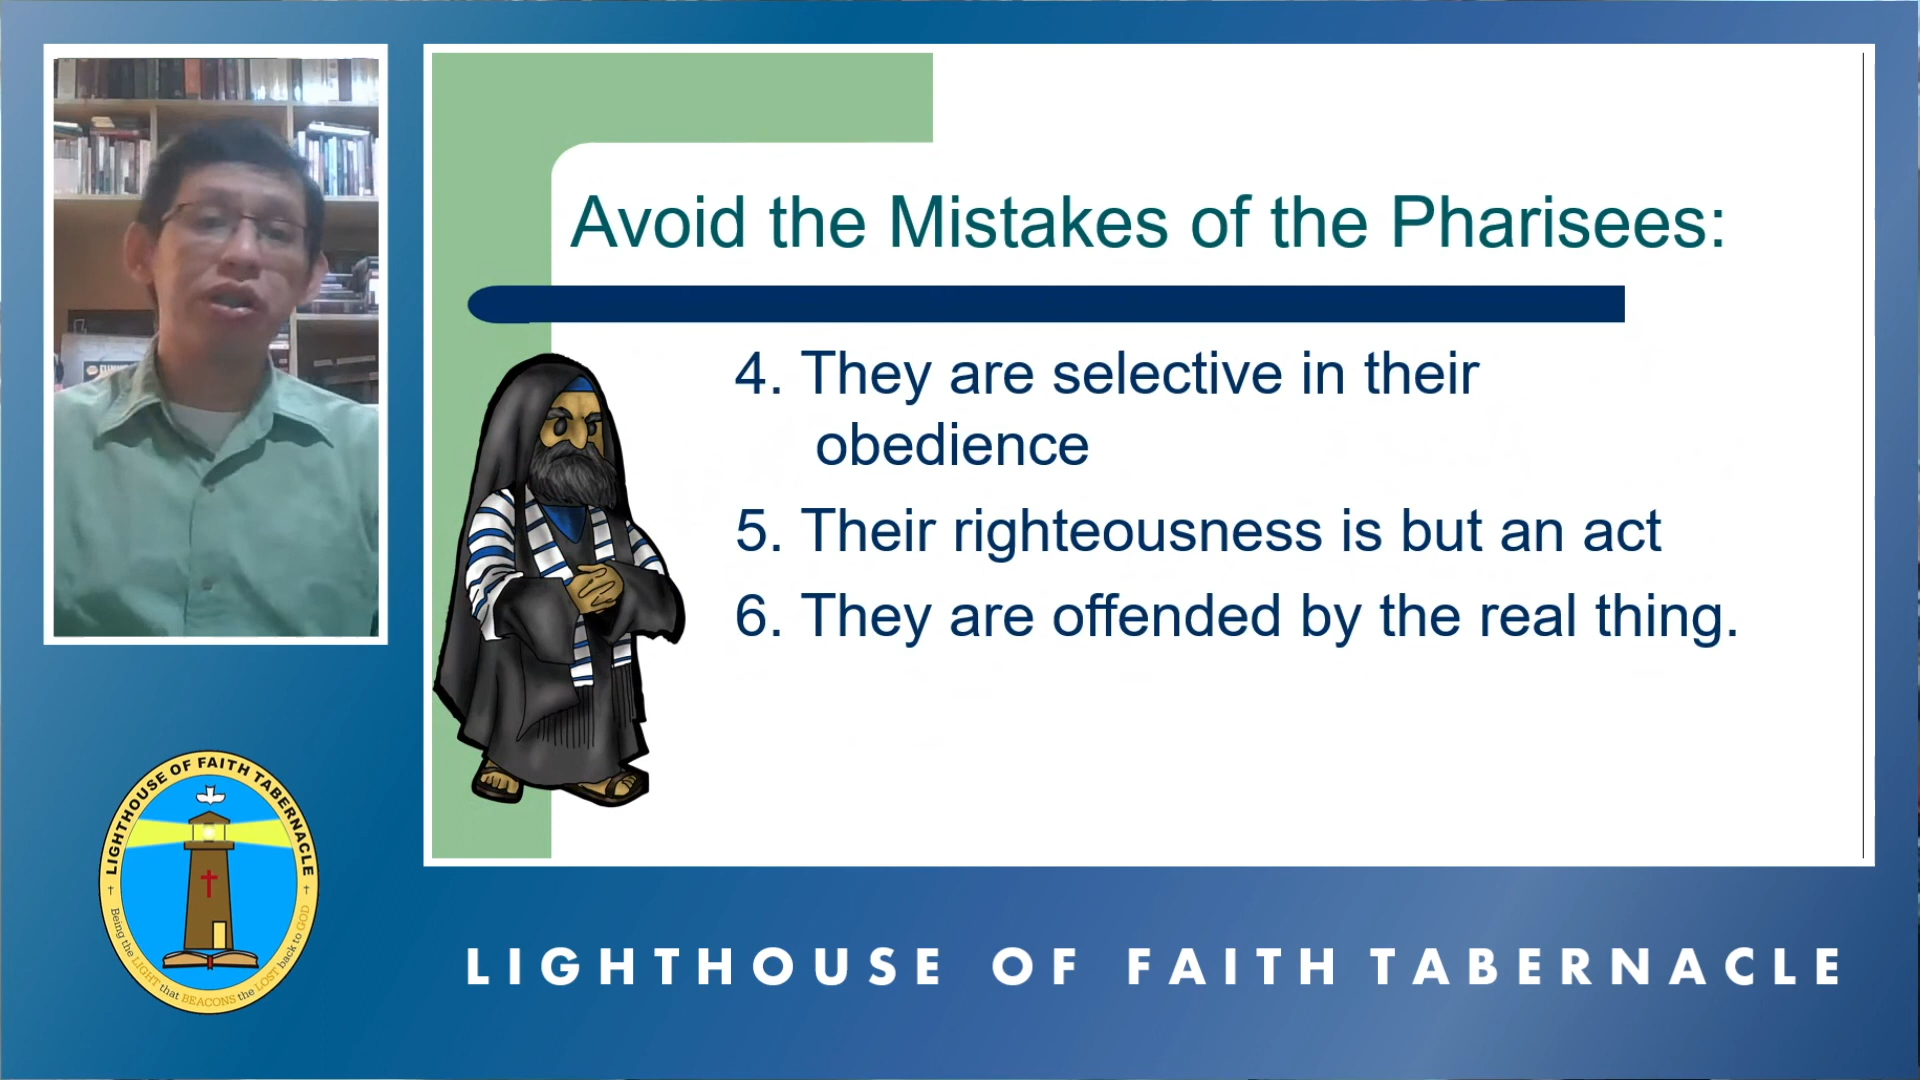 Avoid the Mistakes of the Pharisees:
4. They are selective in their
obedience
5. Their righteousness is but an act
6. They are offended by the real thing.
LIGHTHOUSE OF FAITH TABERNACLE
Being the LIGHT that BEACONS the LOST back to GOD
LIGHTHOUSE OF FAITH TABERNACLE